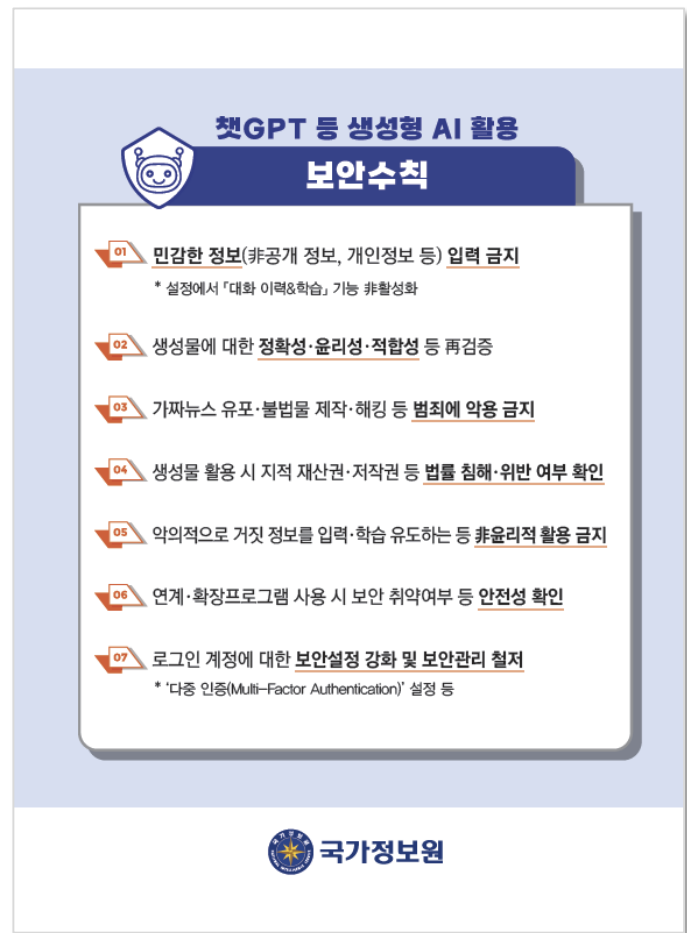 챗GPT 등 생성형 AI 활용
보안수칙
01 민감한 정보(非공개 정보, 개인정보 등) 입력 금지
* 설정에서 「대화 이력&학습」 기능 非활성화
02 생성물에 대한 정확성·윤리성·적합성 등 再검증
03 가짜뉴스 유포·불법물 제작·해킹 등 범죄에 악용 금지
04 생성물 활용 시 지적 재산권·저작권 등 법률 침해·위반 여부 확인
05 악의적으로 거짓 정보를 입력·학습 유도하는 등 非윤리적 활용 금지
06 연계·확장프로그램 사용 시 보안 취약여부 등 안전성 확인
07 로그인 계정에 대한 보안설정 강화 및 보안관리 철저
* '다중 인증(Multi-Factor Authentication)' 설정 등
국가정보원